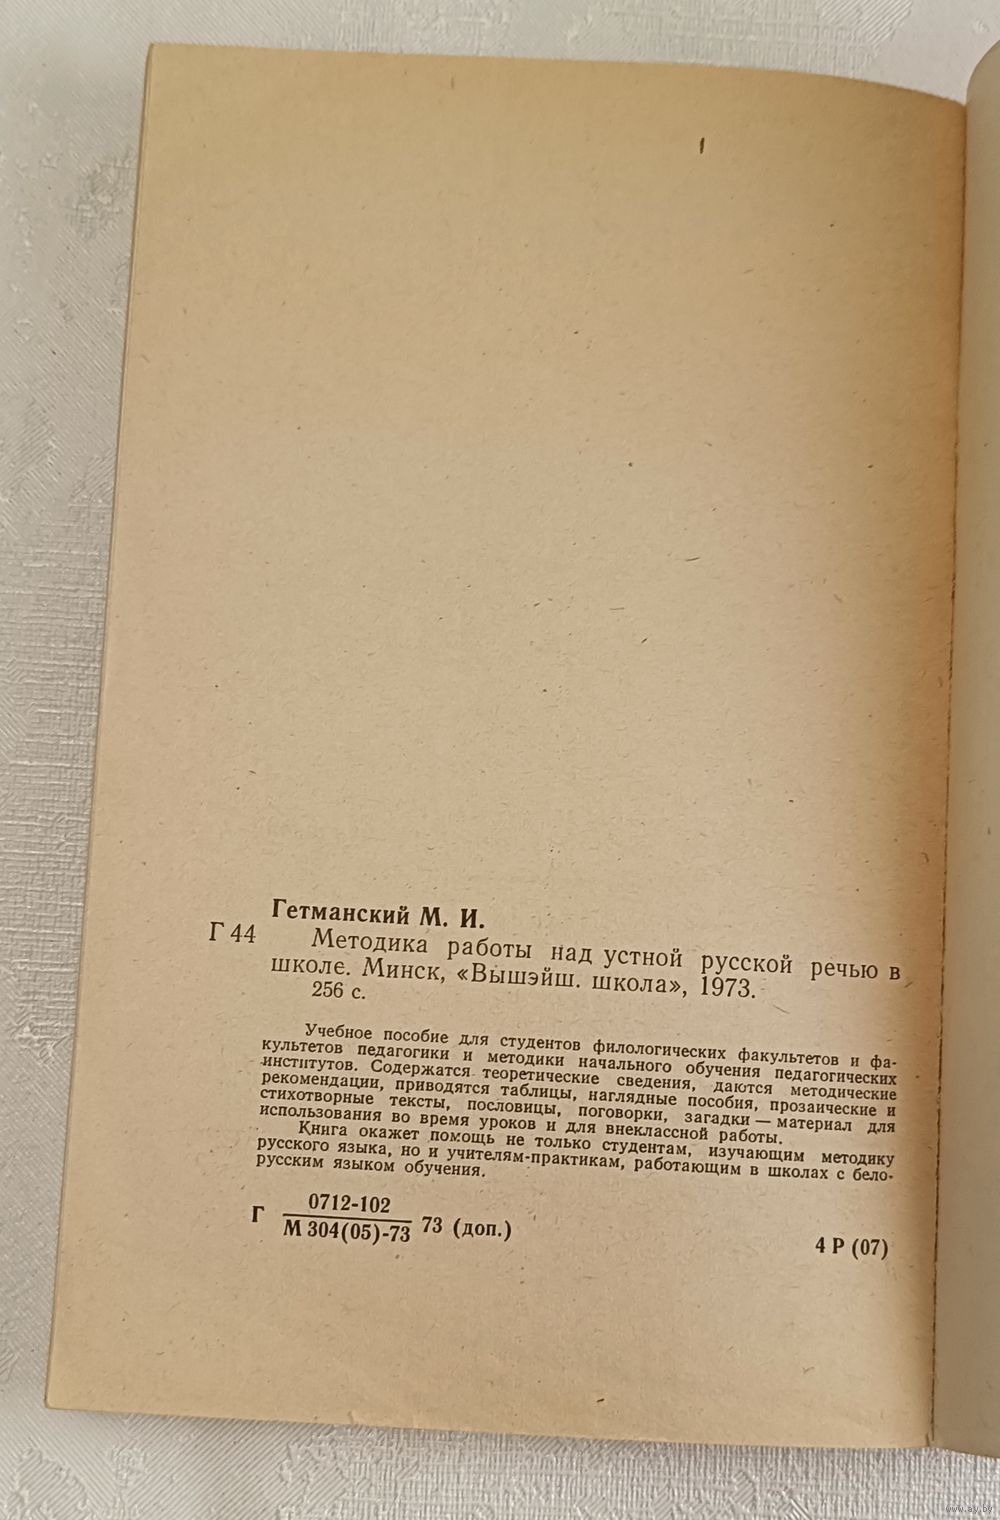 Гетманский М. И.
Г 44
Методика работы над устной русской речью в
школе. Минск, «Вышэйш. школа», 1973.
256 с.
Учебное пособие для студентов филологических факультетов и фа-
культетов педагогики и методики начального обучения педагогических
институтов. Содержатся теоретические сведения, даются методические
рекомендации, приводятся таблицы, наглядные пособия, прозаические и
стихотворные тексты, пословицы, поговорки, загадки — материал для
использования во время уроков и для внеклассной работы.
Книга окажет помощь не только студентам, изучающим методику
русского языка, но и учителям-практикам, работающим в школах с бело-
русским языком обучения.
0712-102
Г
М 304(05)-73
73 (доп.)
4 Р (07)
www.ay.by